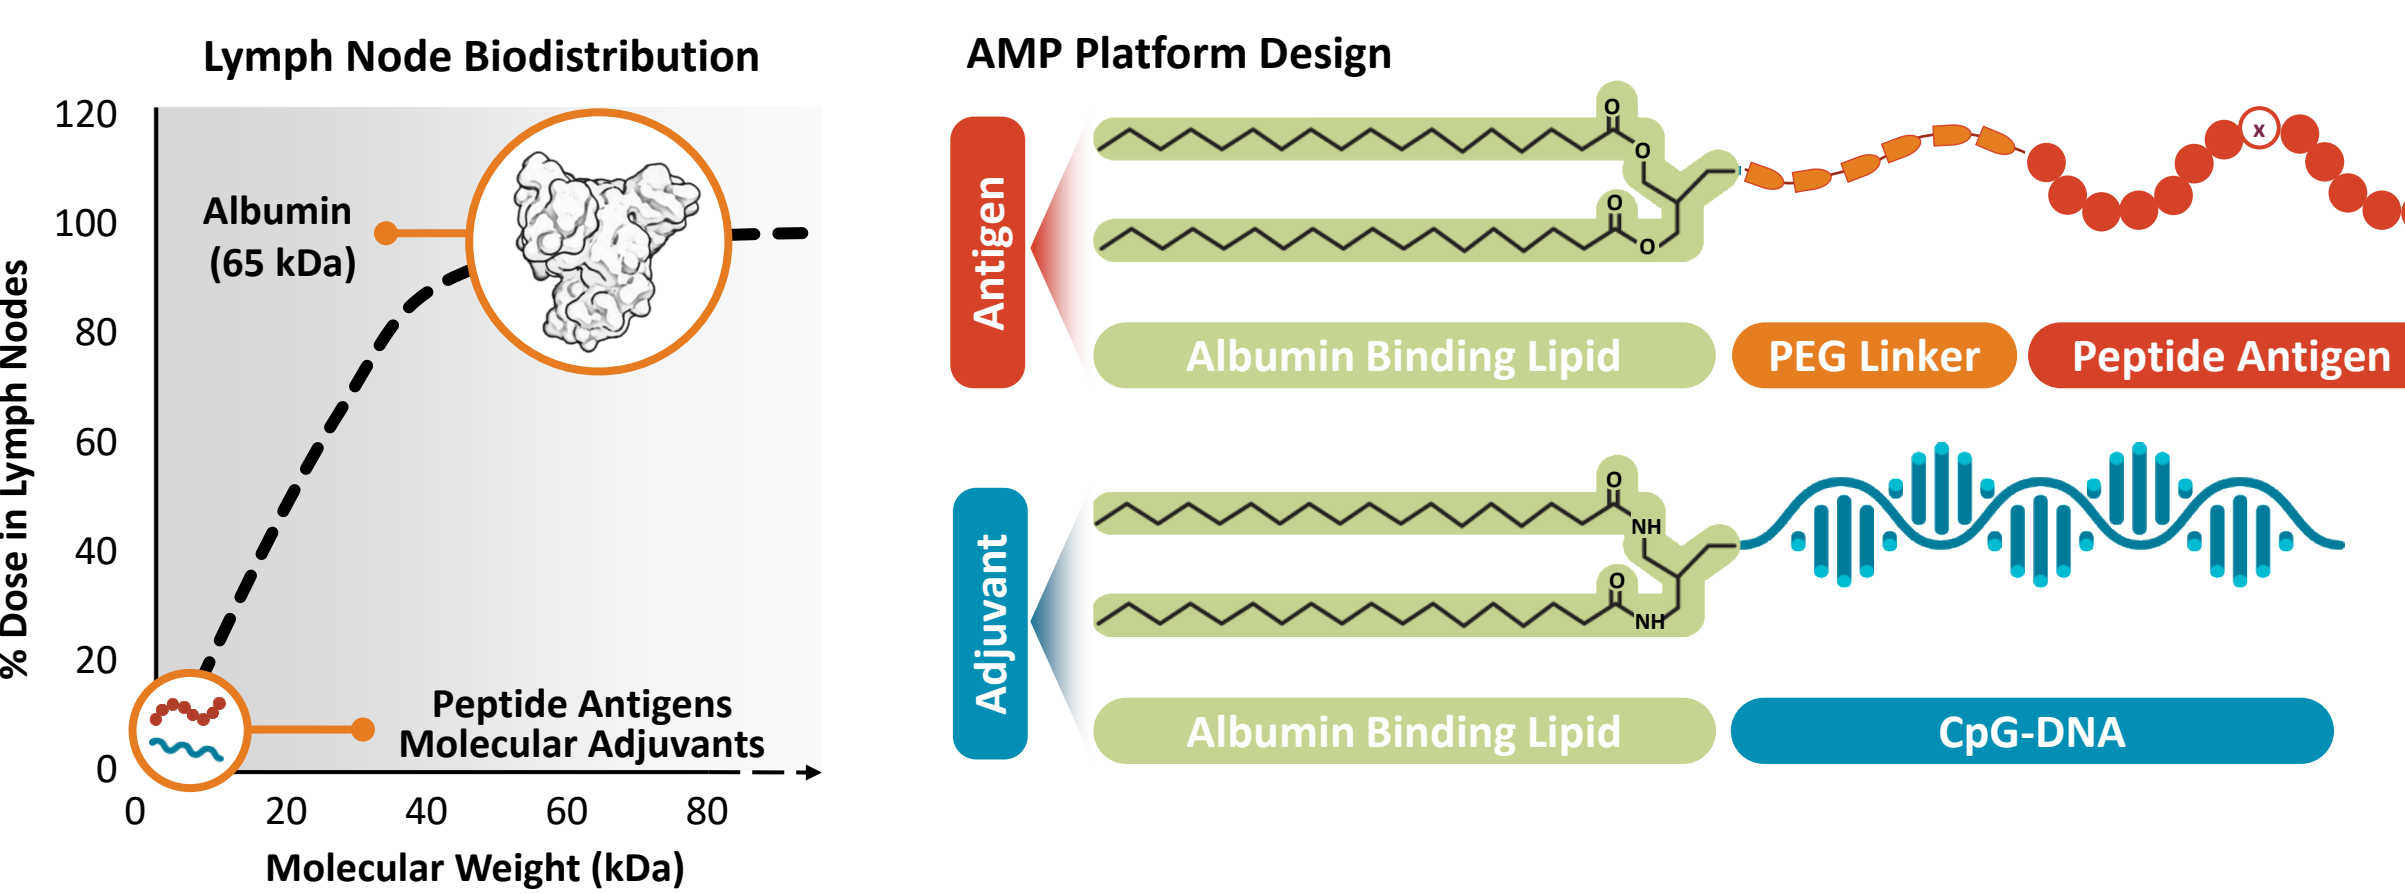 Lymph Node Biodistribution
% Dose in Lymph Nodes
120
100
80
60
40
20
0
Albumin
(65 kDa)
Peptide Antigens
Molecular Adjuvants
0 20 40 60 80
Molecular Weight (kDa)
AMP Platform Design
Antigen
O
O
O
O
x
Albumin Binding Lipid
PEG Linker
Peptide Antigen
Adjuvant
O
NH
O
NH
Albumin Binding Lipid
CpG-DNA